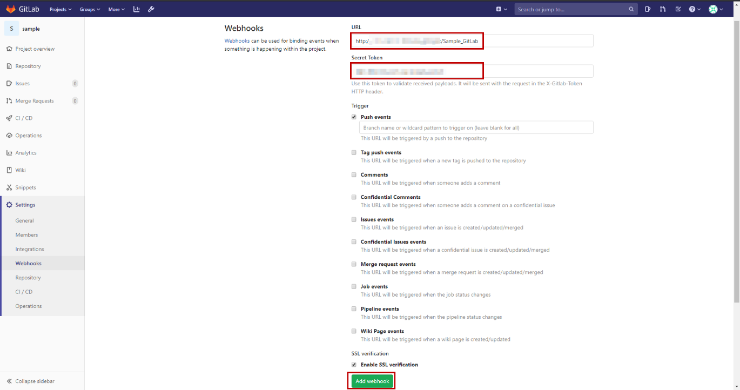 GitLab Projects Groups More Search or jump to...
S sample
Project overview
Repository
Issues
Merge Requests
CI / CD
Operations
Analytics
Wiki
Snippets
Settings
General
Members
Integrations
Webhooks
Repository
CI / CD
Operations
Collapse sidebar
Webhooks
Webhooks can be used for binding events when
something is happening within the project.
URL
http:/ /Sample_GitLab
Secret Token
Use this token to validate received payloads. It will be sent with the request in the X-Gitlab-Token
HTTP header.
Trigger
Push events
Branch name or wildcard pattern to trigger on (leave blank for all)
This URL will be triggered by a push to the repository
Tag push events
This URL will be triggered when a new tag is pushed to the repository
Comments
This URL will be triggered when someone adds a comment
Confidential Comments
This URL will be triggered when someone adds a comment on a confidential issue
Issues events
This URL will be triggered when an issue is created/updated/merged
Confidential Issues events
This URL will be triggered when a confidential issue is created/updated/merged
Merge request events
This URL will be triggered when a merge request is created/updated/merged
Job events
This URL will be triggered when the job status changes
Pipeline events
This URL will be triggered when the pipeline status changes
Wiki Page events
This URL will be triggered when a wiki page is created/updated
SSL verification
Enable SSL verification
Add webhook